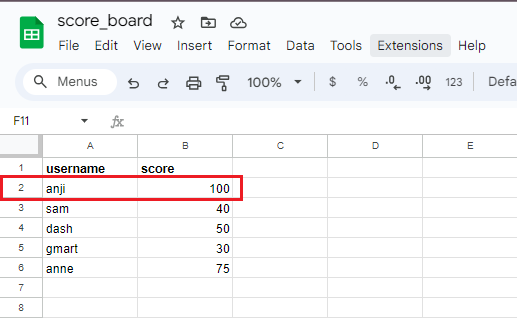 score_board
File Edit View Insert Format Data Tools Extensions Help
Menus 100% $ % .0 .00 123 Defa
F11 fx
A B C D E
1 username score
2 anji 100
3 sam 40
4 dash 50
5 gmart 30
6 anne 75
7
8